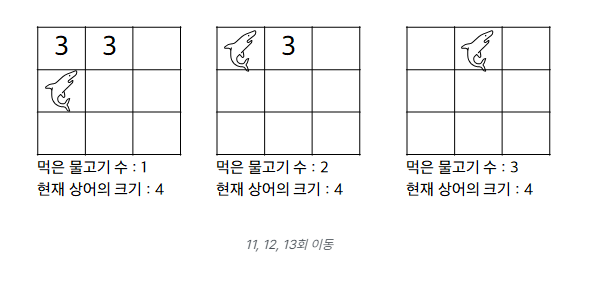 3 3
먹은 물고기 수 : 1
현재 상어의 크기 : 4
3
먹은 물고기 수 : 2
현재 상어의 크기 : 4
먹은 물고기 수 : 3
현재 상어의 크기 : 4
11, 12, 13회 이동